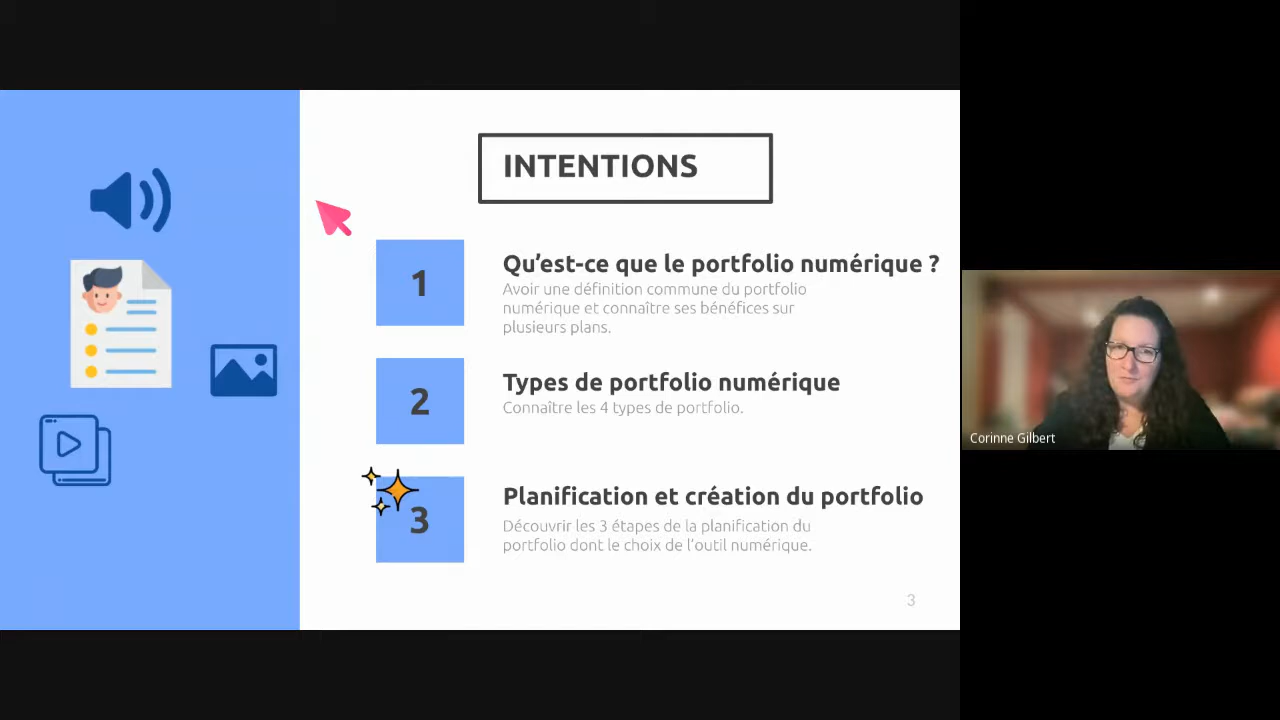 INTENTIONS
1
Qu’est-ce que le portfolio numérique ?
Avoir une définition commune du portfolio
numérique et connaître ses bénéfices sur
plusieurs plans.
2
Types de portfolio numérique
Connaître les 4 types de portfolio.
3
Planification et création du portfolio
Découvrir les 3 étapes de la planification du
portfolio dont le choix de l’outil numérique.
3
Corinne Gilbert